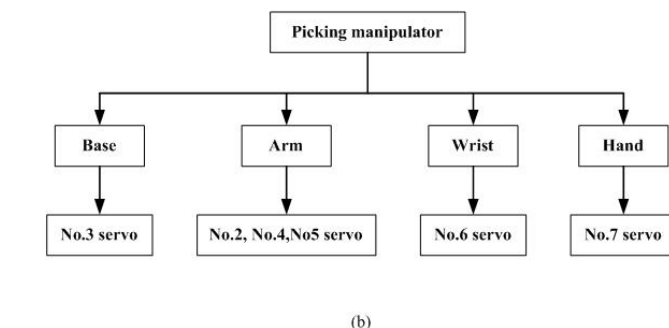 Picking manipulator
Base Arm Wrist Hand
No.3 servo No.2, No.4,No5 servo No.6 servo No.7 servo
(b)